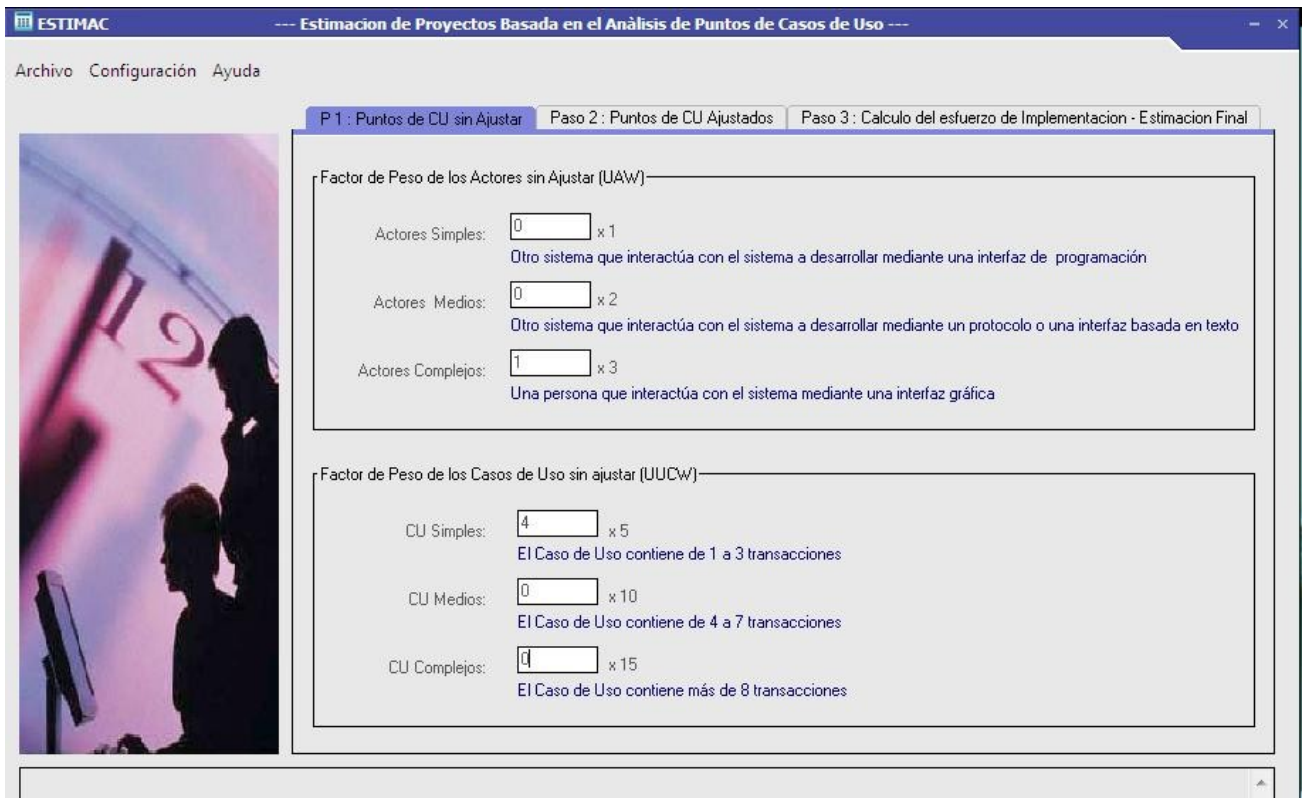 ESTIMAC --- Estimacion de Proyectos Basada en el Anàlisis de Puntos de Casos de Uso ---
Archivo Configuración Ayuda
P 1 : Puntos de CU sin Ajustar Paso 2 : Puntos de CU Ajustados Paso 3 : Calculo del esfuerzo de Implementacion - Estimacion Final
12
Factor de Peso de los Actores sin Ajustar (UAW)
Actores Simples: 0 x 1
Otro sistema que interactúa con el sistema a desarrollar mediante una interfaz de programación
Actores Medios: 0 x 2
Otro sistema que interactúa con el sistema a desarrollar mediante un protocolo o una interfaz basada en texto
Actores Complejos: 1 x 3
Una persona que interactúa con el sistema mediante una interfaz gráfica
Factor de Peso de los Casos de Uso sin ajustar (UUCW)
CU Simples: 4 x 5
El Caso de Uso contiene de 1 a 3 transacciones
CU Medios: 0 x 10
El Caso de Uso contiene de 4 a 7 transacciones
CU Complejos: 0 x 15
El Caso de Uso contiene más de 8 transacciones